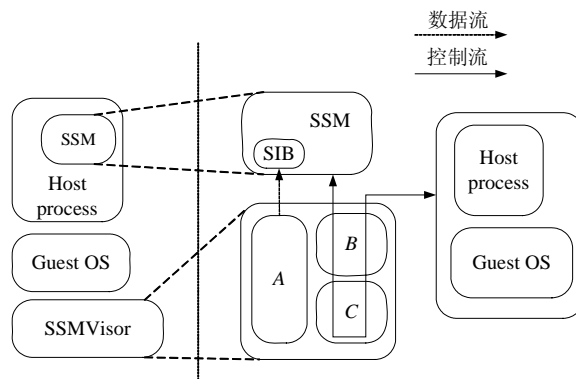 数据流
控制流
SSM
Host
process
Guest OS
SSMVisor
SSM
SIB
A
B
C
Host
process
Guest OS